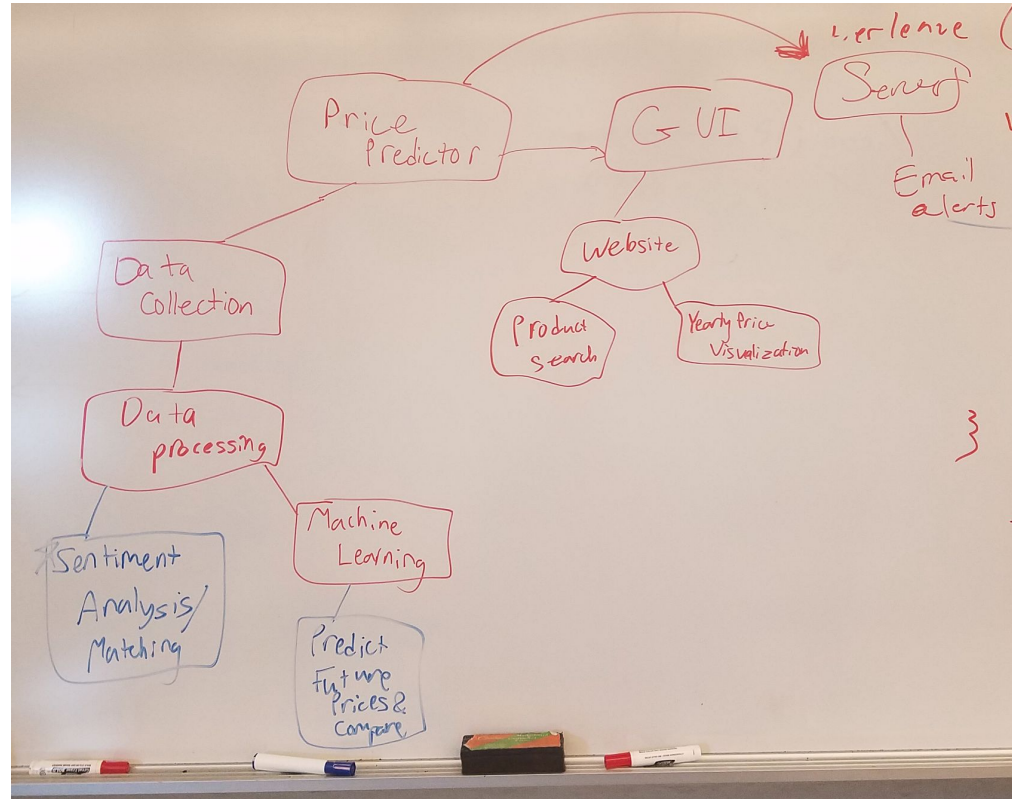 Price
Predictor
GUI
Server
Email
alerts
Website
Product
search
Yearly Price
Visualization
Data
Collection
Data
processing
Machine
Learning
Sentiment
Analysis/
Matching
Predict
Future
Prices &
Compare
}